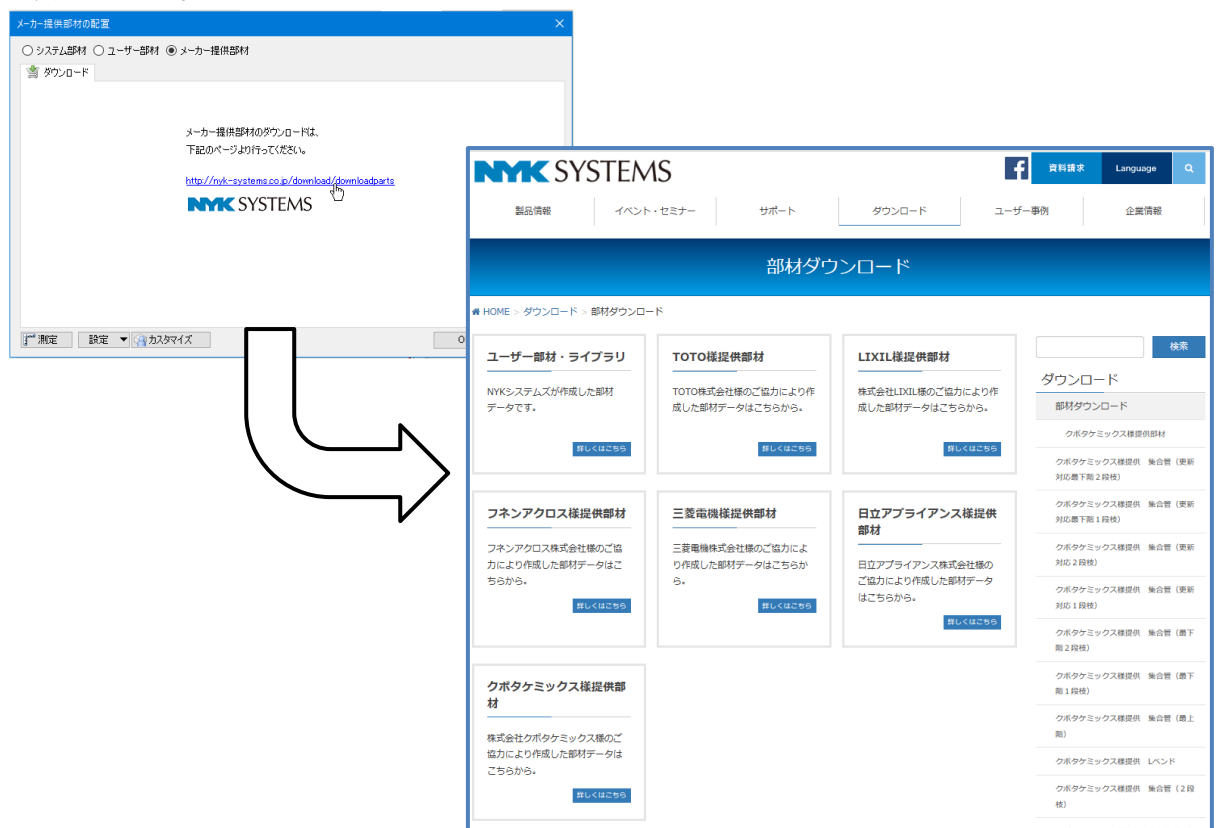 メーカー提供部材の配置
システム部材 ユーザー部材 メーカー提供部材
ダウンロード
メーカー提供部材のダウンロードは、
下記のページより行ってください。
http://nyk-systems.co.jp/download/downloadparts
NYK SYSTEMS
測定 設定 カスタマイズ O
NYK SYSTEMS
資料請求 Language
製品情報 イベント・セミナー サポート ダウンロード ユーザー事例 企業情報
部材ダウンロード
HOME > ダウンロード > 部材ダウンロード
ユーザー部材・ライブラリ
NYKシステムズが作成した部材
データです。
詳しくはこちら
TOTO様提供部材
TOTO株式会社様のご協力により作
成した部材データはこちらから。
詳しくはこちら
LIXIL様提供部材
株式会社LIXIL様のご協力により作
成した部材データはこちらから。
詳しくはこちら
フネンアクロス様提供部材
フネンアクロス株式会社様のご協
力により作成した部材データはこ
ちらから。
詳しくはこちら
三菱電機様提供部材
三菱電機株式会社様のご協力によ
り作成した部材データはこちらか
ら。
詳しくはこちら
日立アプライアンス様提供
部材
日立アプライアンス株式会社様の
ご協力により作成した部材データ
はこちらから。
詳しくはこちら
クボタケミックス様提供部
材
株式会社クボタケミックス様のご
協力により作成した部材データは
こちらから。
詳しくはこちら
検索
ダウンロード
部材ダウンロード
クボタケミックス様提供部材
クボタケミックス様提供 集合管（更新
対応最下階２段枝）
クボタケミックス様提供 集合管（更新
対応最下階１段枝）
クボタケミックス様提供 集合管（更新
対応２段枝）
クボタケミックス様提供 集合管（更新
対応１段枝）
クボタケミックス様提供 集合管（最下
階２段枝）
クボタケミックス様提供 集合管（最下
階１段枝）
クボタケミックス様提供 集合管（最上
階）
クボタケミックス様提供 Lベンド
クボタケミックス様提供 集合管（２段
枝）